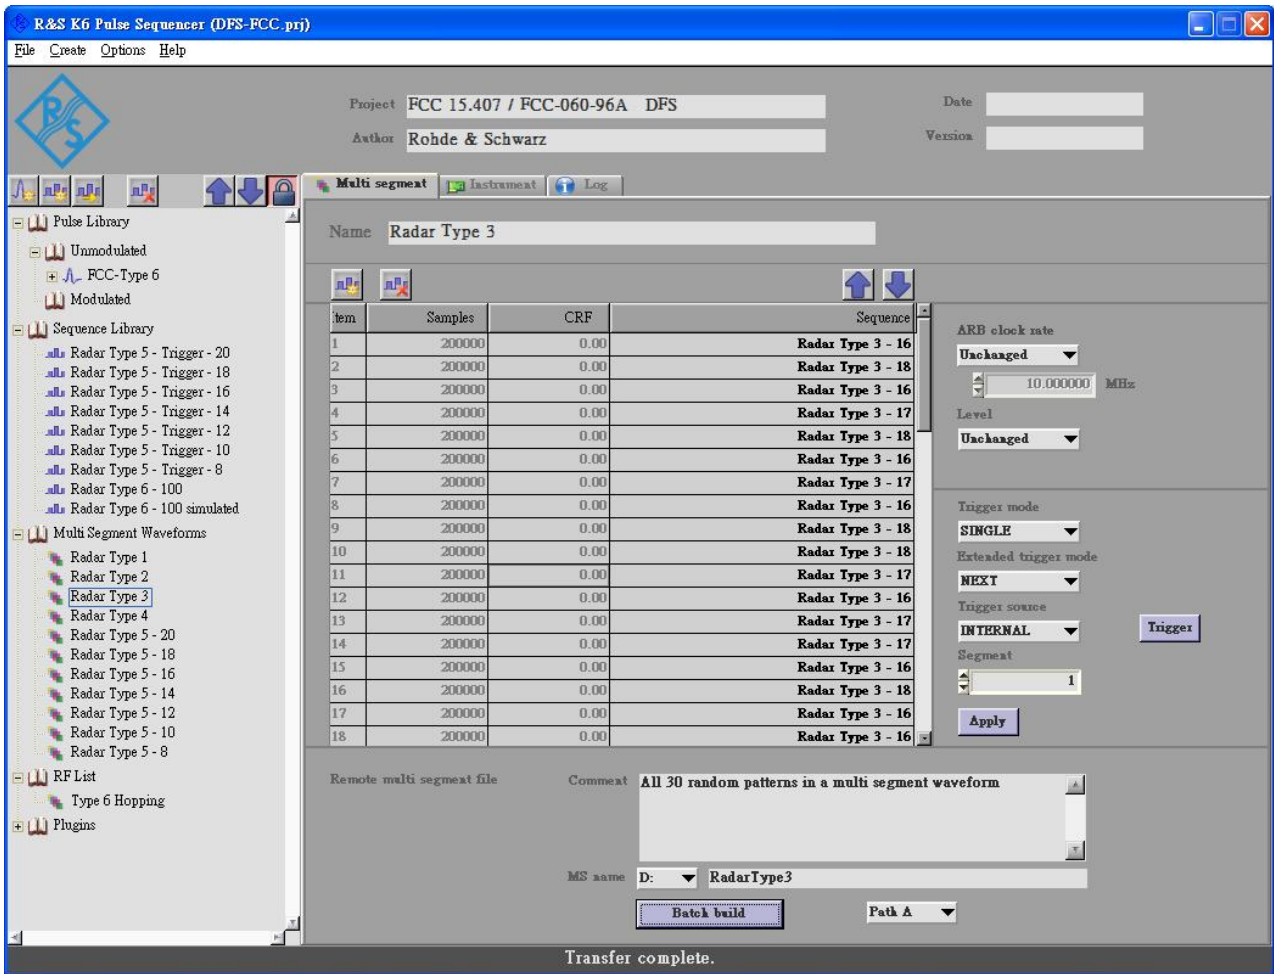 R&S K6 Pulse Sequencer (DFS-FCC.prj)
File Create Options Help
R&S
Project FCC 15.407 / FCC-060-96A DFS Date
Author Rohde & Schwarz Version
Multi segment Instrument Log
Pulse Library
Unmodulated
FCC-Type 6
Modulated
Sequence Library
Radar Type 5 - Trigger - 20
Radar Type 5 - Trigger - 18
Radar Type 5 - Trigger - 16
Radar Type 5 - Trigger - 14
Radar Type 5 - Trigger - 12
Radar Type 5 - Trigger - 10
Radar Type 5 - Trigger - 8
Radar Type 6 - 100
Radar Type 6 - 100 simulated
Multi Segment Waveforms
Radar Type 1
Radar Type 2
Radar Type 3
Radar Type 4
Radar Type 5 - 20
Radar Type 5 - 18
Radar Type 5 - 16
Radar Type 5 - 14
Radar Type 5 - 12
Radar Type 5 - 10
Radar Type 5 - 8
RF List
Type 6 Hopping
Plugins
Name Radar Type 3
Item Samples CRF Sequence
1 200000 0.00 Radar Type 3 - 16
2 200000 0.00 Radar Type 3 - 18
3 200000 0.00 Radar Type 3 - 16
4 200000 0.00 Radar Type 3 - 17
5 200000 0.00 Radar Type 3 - 18
6 200000 0.00 Radar Type 3 - 16
7 200000 0.00 Radar Type 3 - 17
8 200000 0.00 Radar Type 3 - 16
9 200000 0.00 Radar Type 3 - 18
10 200000 0.00 Radar Type 3 - 18
11 200000 0.00 Radar Type 3 - 17
12 200000 0.00 Radar Type 3 - 16
13 200000 0.00 Radar Type 3 - 17
14 200000 0.00 Radar Type 3 - 17
15 200000 0.00 Radar Type 3 - 16
16 200000 0.00 Radar Type 3 - 18
17 200000 0.00 Radar Type 3 - 16
18 200000 0.00 Radar Type 3 - 16
ARB clock rate
Unchanged
10.000000 MHz
Level
Unchanged
Trigger mode
SINGLE
Extended trigger mode
NEXT
Trigger source
INTERNAL Trigger
Segment
1
Apply
Remote multi segment file Comment All 30 random patterns in a multi segment waveform
MS name D: RadarType3
Batch build Path A
Transfer complete.